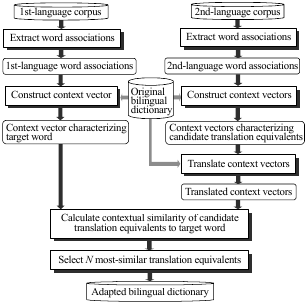 1st-language corpus
2nd-language corpus
Extract word associations
Extract word associations
1st-language word associations
2nd-language word associations
Construct context vector
Original
bilingual
dictionary
Construct context vectors
Context vector characterizing
target word
Context vectors characterizing
candidate translation equivalents
Translate context vectors
Translated context vectors
Calculate contextual similarity of candidate
translation equivalents to target word
Select N most-similar translation equivalents
Adapted bilingual dictionary